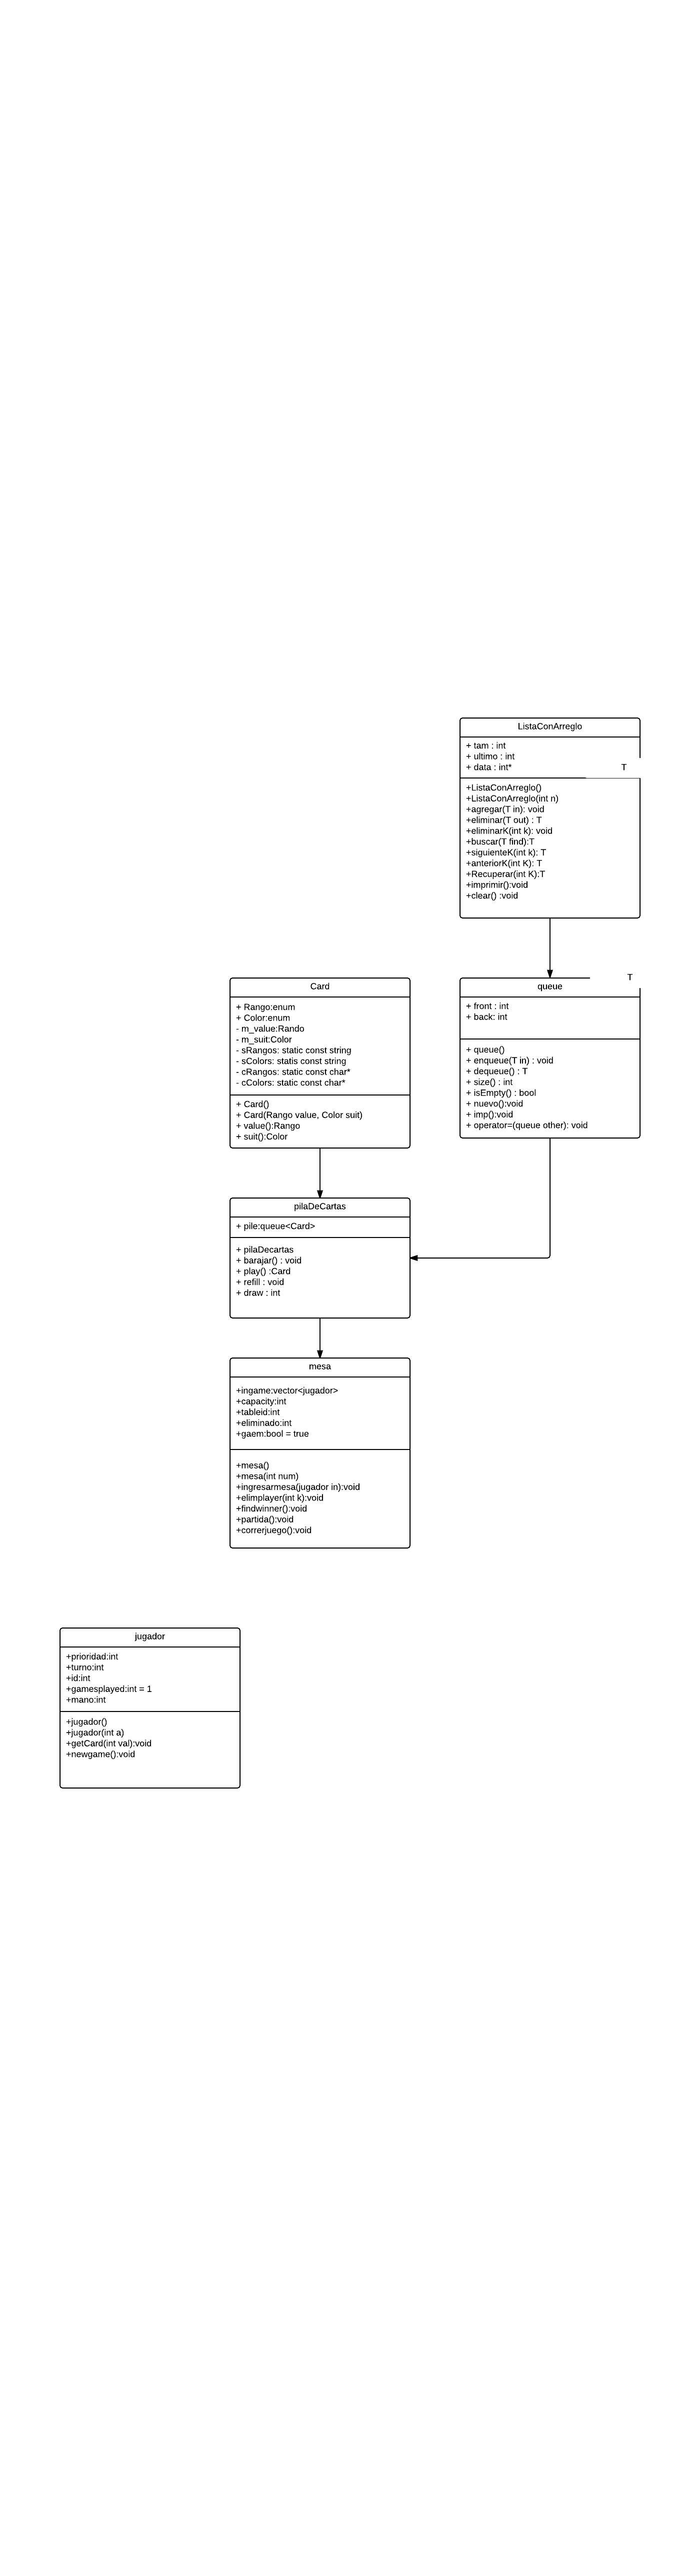 ListaConArreglo
+ tam : int
+ ultimo : int
+ data : int*
T
+ListaConArreglo()
+ListaConArreglo(int n)
+agregar(T in): void
+eliminar(T out) : T
+eliminarK(int k): void
+buscar(T find):T
+siguienteK(int k): T
+anteriorK(int K): T
+Recuperar(int K):T
+imprimir():void
+clear() :void
T
queue
+ front : int
+ back: int
+ queue()
+ enqueue(T in) : void
+ dequeue() : T
+ size() : int
+ isEmpty() : bool
+ nuevo():void
+ imp():void
+ operator=(queue other): void
Card
+ Rango:enum
+ Color:enum
- m_value:Rando
- m_suit:Color
- sRangos: static const string
- sColors: statis const string
- cRangos: static const char*
- cColors: static const char*
+ Card()
+ Card(Rango value, Color suit)
+ value():Rango
+ suit():Color
pilaDeCartas
+ pile:queue<Card>
+ pilaDecartas
+ barajar() : void
+ play() :Card
+ refill : void
+ draw : int
mesa
+ingame:vector<jugador>
+capacity:int
+tableid:int
+eliminado:int
+gaem:bool = true
+mesa()
+mesa(int num)
+ingresarmesa(jugador in):void
+elimplayer(int k):void
+findwinner():void
+partida():void
+correrjuego():void
jugador
+prioridad:int
+turno:int
+id:int
+gamesplayed:int = 1
+mano:int
+jugador()
+jugador(int a)
+getCard(int val):void
+newgame():void